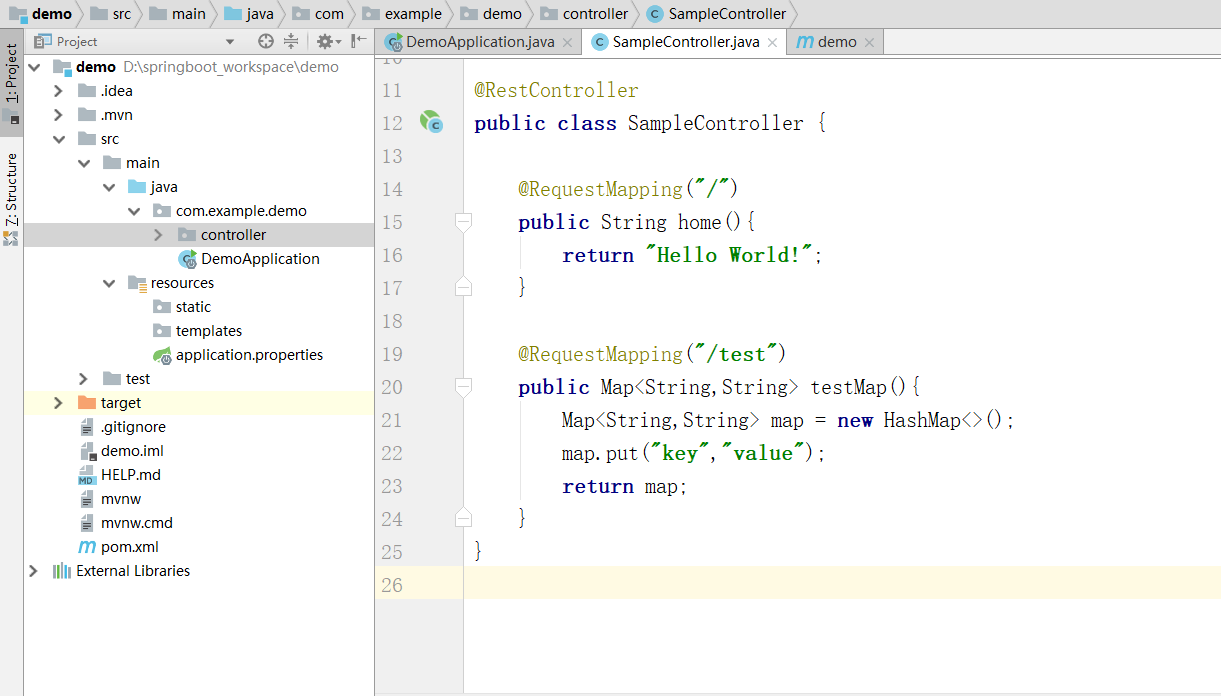 demo src main java com example demo controller SampleController
Project
DemoApplication.java SampleController.java demo
1: Project
Z: Structure
demo D:\springboot_workspace\demo
.idea
.mvn
src
main
java
com.example.demo
controller
DemoApplication
resources
static
templates
application.properties
test
target
.gitignore
demo.iml
HELP.md
mvnw
mvnw.cmd
pom.xml
External Libraries
10
11 @RestController
12 public class SampleController {
13
14 @RequestMapping("/")
15 public String home(){
16 return "Hello World!";
17 }
18
19 @RequestMapping("/test")
20 public Map<String,String> testMap(){
21 Map<String,String> map = new HashMap<>();
22 map.put("key","value");
23 return map;
24 }
25 }
26